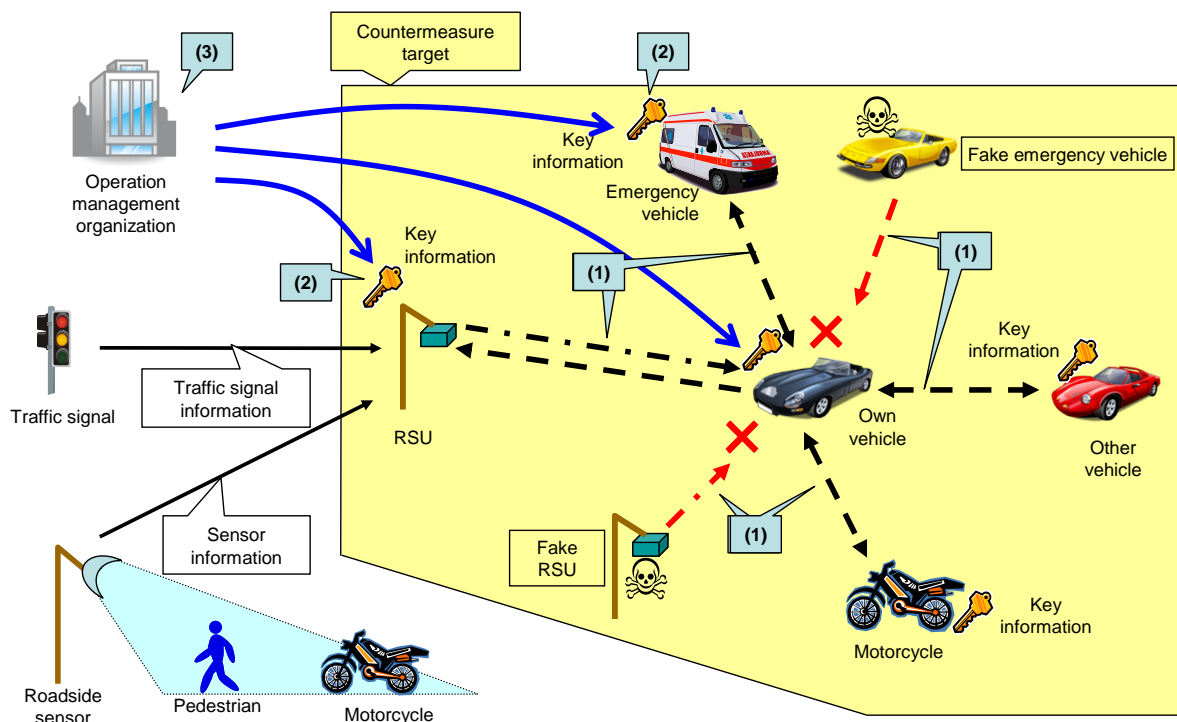 (3)
Countermeasure
target
(2)
Key
information
Fake emergency vehicle
Operation
management
organization
Emergency
vehicle
Key
information
(2)
(1)
(1)
Key
information
Traffic signal
Traffic signal
information
RSU
Own
vehicle
Other
vehicle
Sensor
information
Fake
RSU
(1)
Key
information
Motorcycle
Roadside
sensor
Pedestrian
Motorcycle